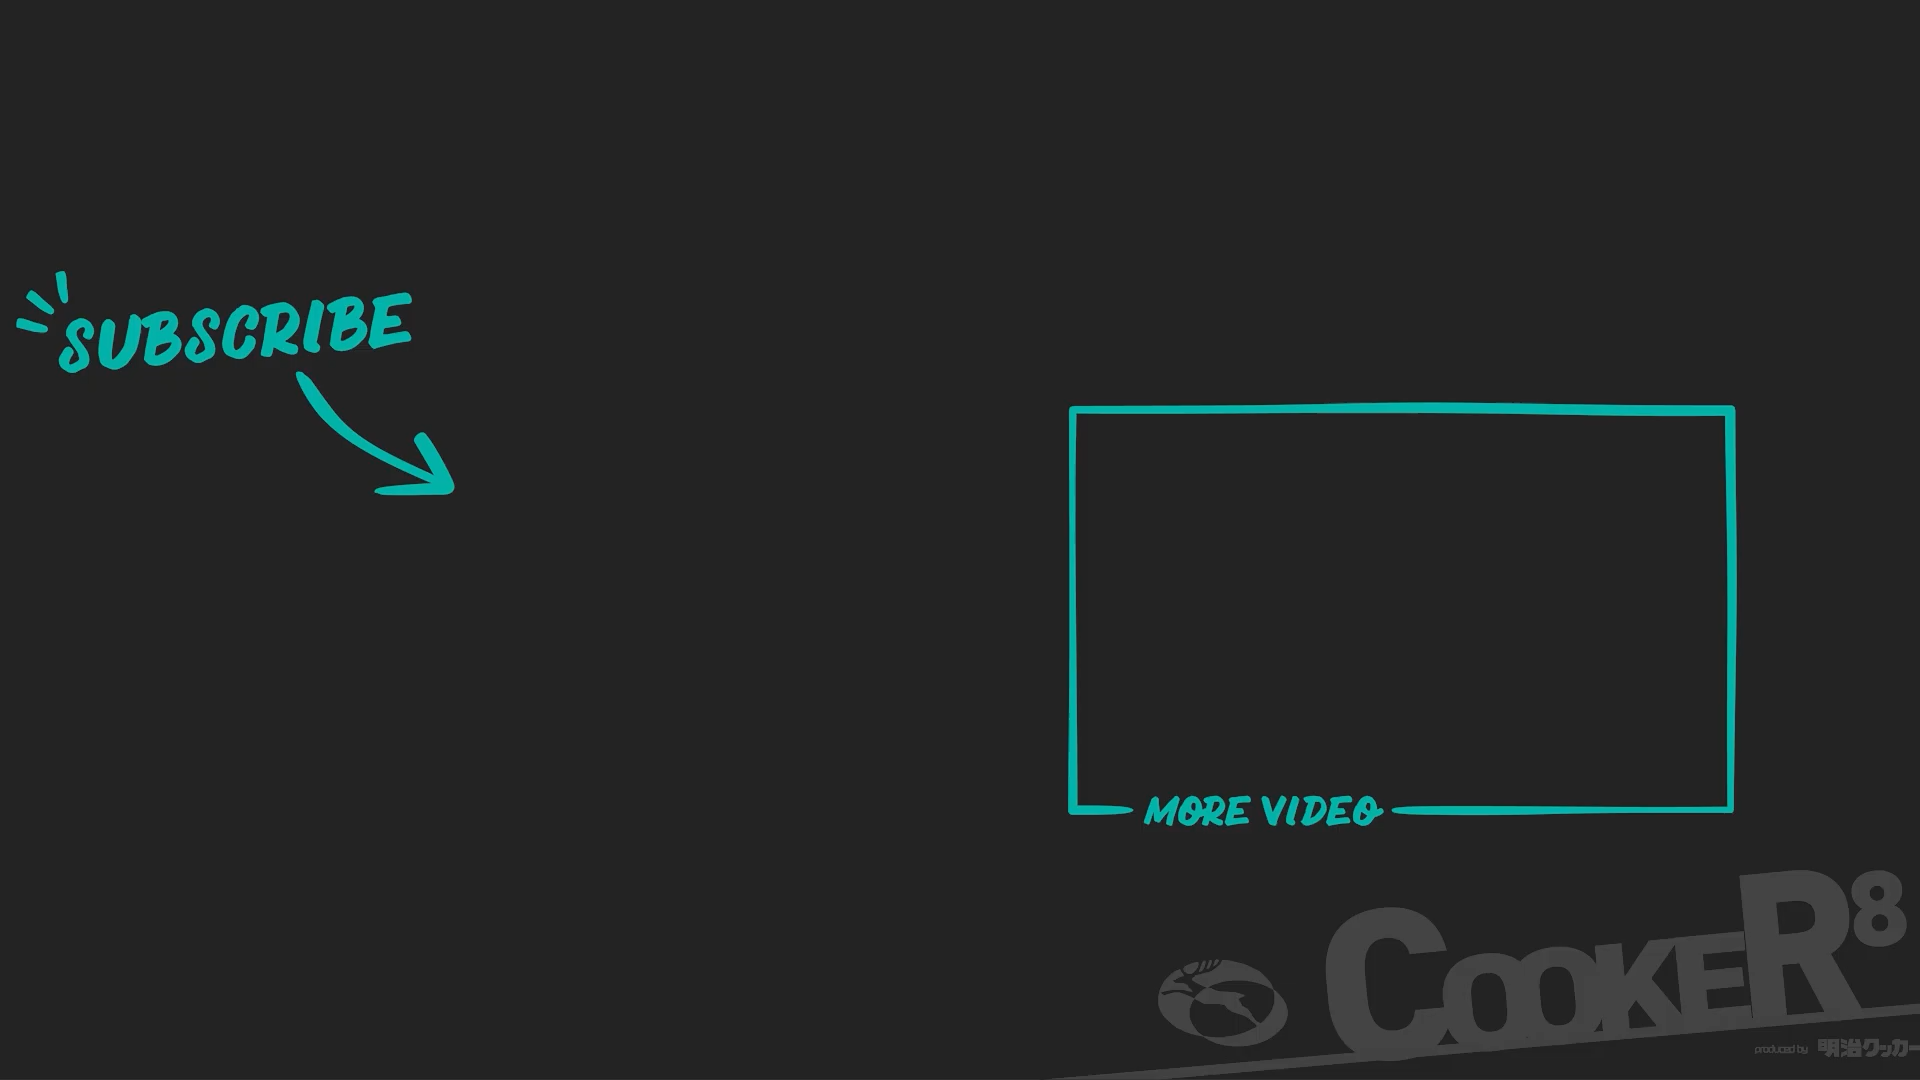 SUBSCRIBE
MORE VIDEO
COOKER8
produced by 明治クッカー